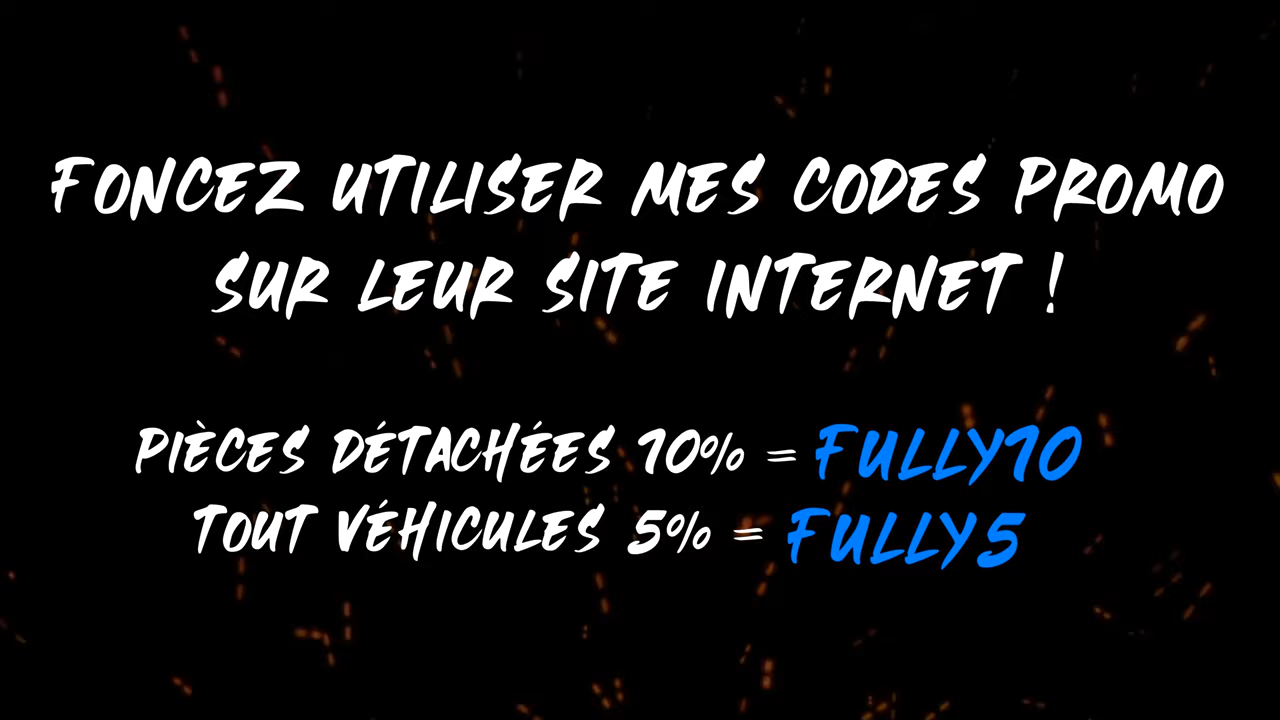 FONCEZ UTILISER MES CODES PROMO
SUR LEUR SITE INTERNET !
PIÈCES DÉTACHÉES 10% = FULLY10
TOUT VÉHICULES 5% = FULLY5